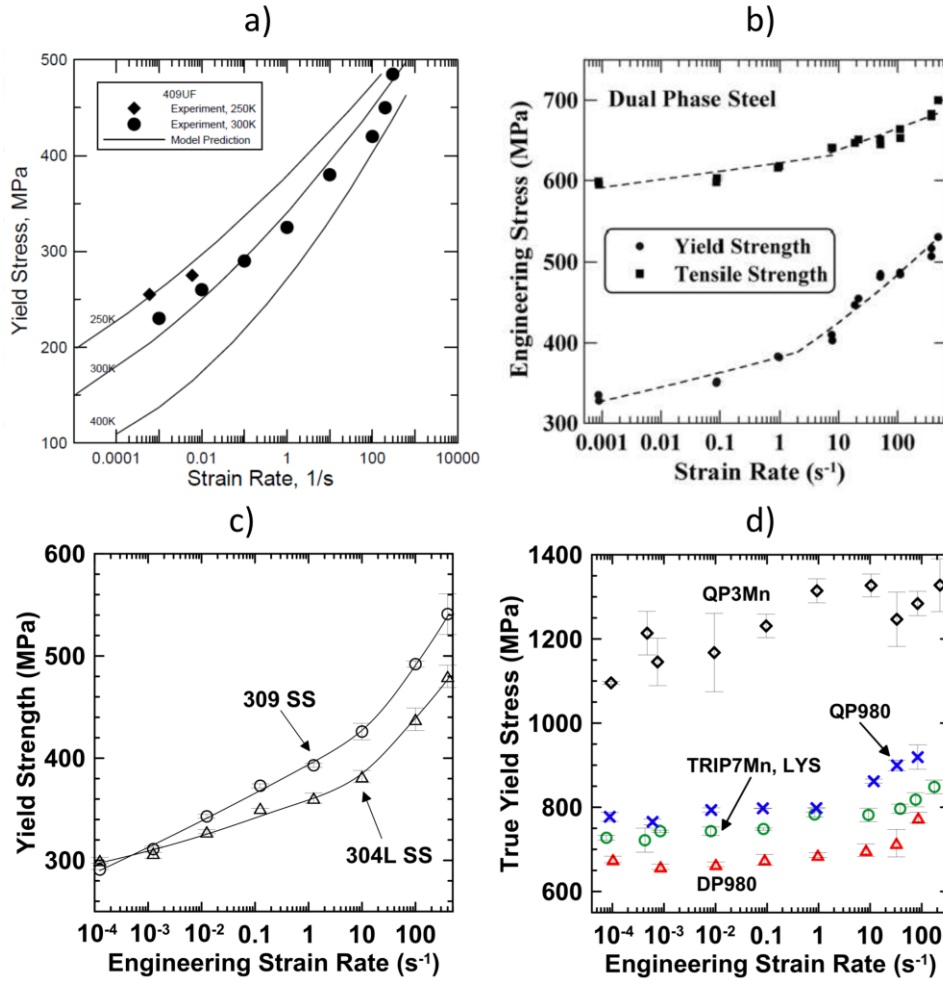 a)
500
400
300
200
100
Yield Stress, MPa
409UF
Experiment, 250K
Experiment, 300K
Model Prediction
250K
300K
400K
0.0001 0.01 1 100 10000
Strain Rate, 1/s
b)
700
600
500
400
300
Engineering Stress (MPa)
Dual Phase Steel
Yield Strength
Tensile Strength
0.001 0.1 1 10 100
Strain Rate (s⁻¹)
c)
600
500
400
300
Yield Strength (MPa)
309 SS
304L SS
10⁻⁴ 10⁻³ 10⁻² 0.1 1 10 100
Engineering Strain Rate (s⁻¹)
d)
1400
1200
1000
800
600
True Yield Stress (MPa)
QP3Mn
QP980
TRIP7Mn, LYS
DP980
10⁻⁴ 10⁻³ 10⁻² 0.1 1 10 100
Engineering Strain Rate (s⁻¹)